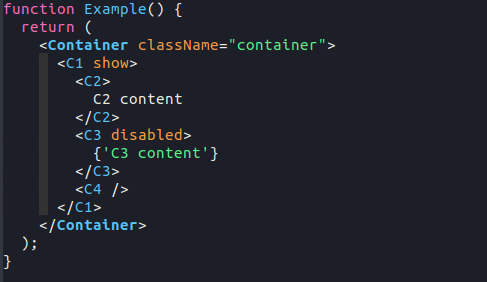 function Example() {
  return (
    <Container className="container">
      <C1 show>
        <C2>
          C2 content
        </C2>
        <C3 disabled>
          {'C3 content'}
        </C3>
        <C4 />
      </C1>
    </Container>
  );
}